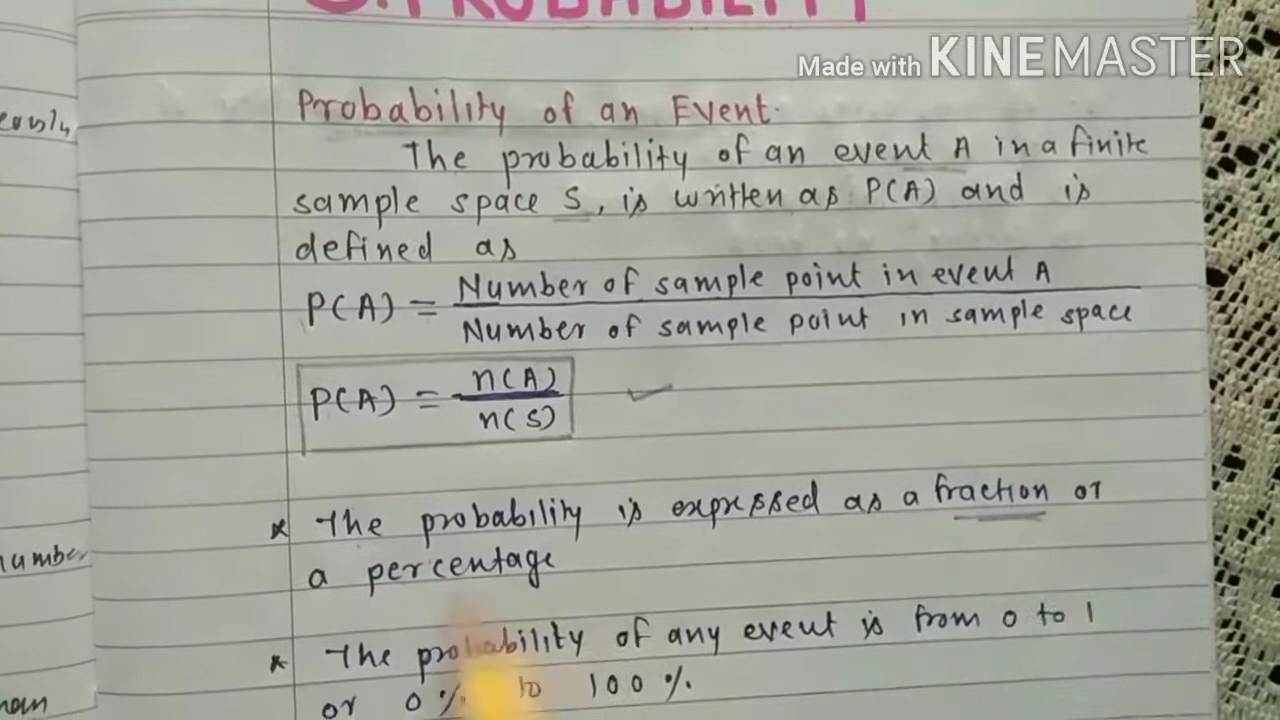 5. PROBABILITY
Made with KINEMASTER
Probability of an Event.
The probability of an event A in a finite
sample space S, is written as P(A) and is
defined as
P(A) = Number of sample point in event A
Number of sample point in sample space
P(A) = n(A)
n(S)
* The probability is expressed as a fraction or
a percentage
number
* The probability of any event is from 0 to 1
or 0% to 100%